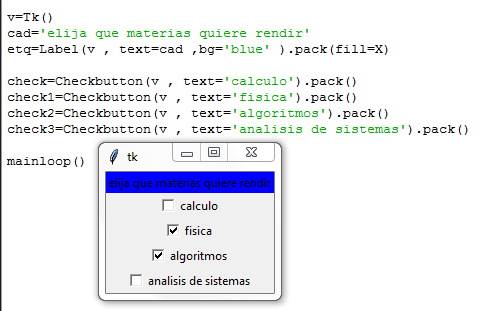 v=Tk()
cad='elija que materias quiere rendir'
etq=Label(v , text=cad ,bg='blue' ).pack(fill=X)
check=Checkbutton(v , text='calculo').pack()
check1=Checkbutton(v , text='fisica').pack()
check2=Checkbutton(v , text='algoritmos').pack()
check3=Checkbutton(v , text='analisis de sistemas').pack()
mainloop()
tk
elija que materias quiere rendir
calculo
fisica
algoritmos
analisis de sistemas